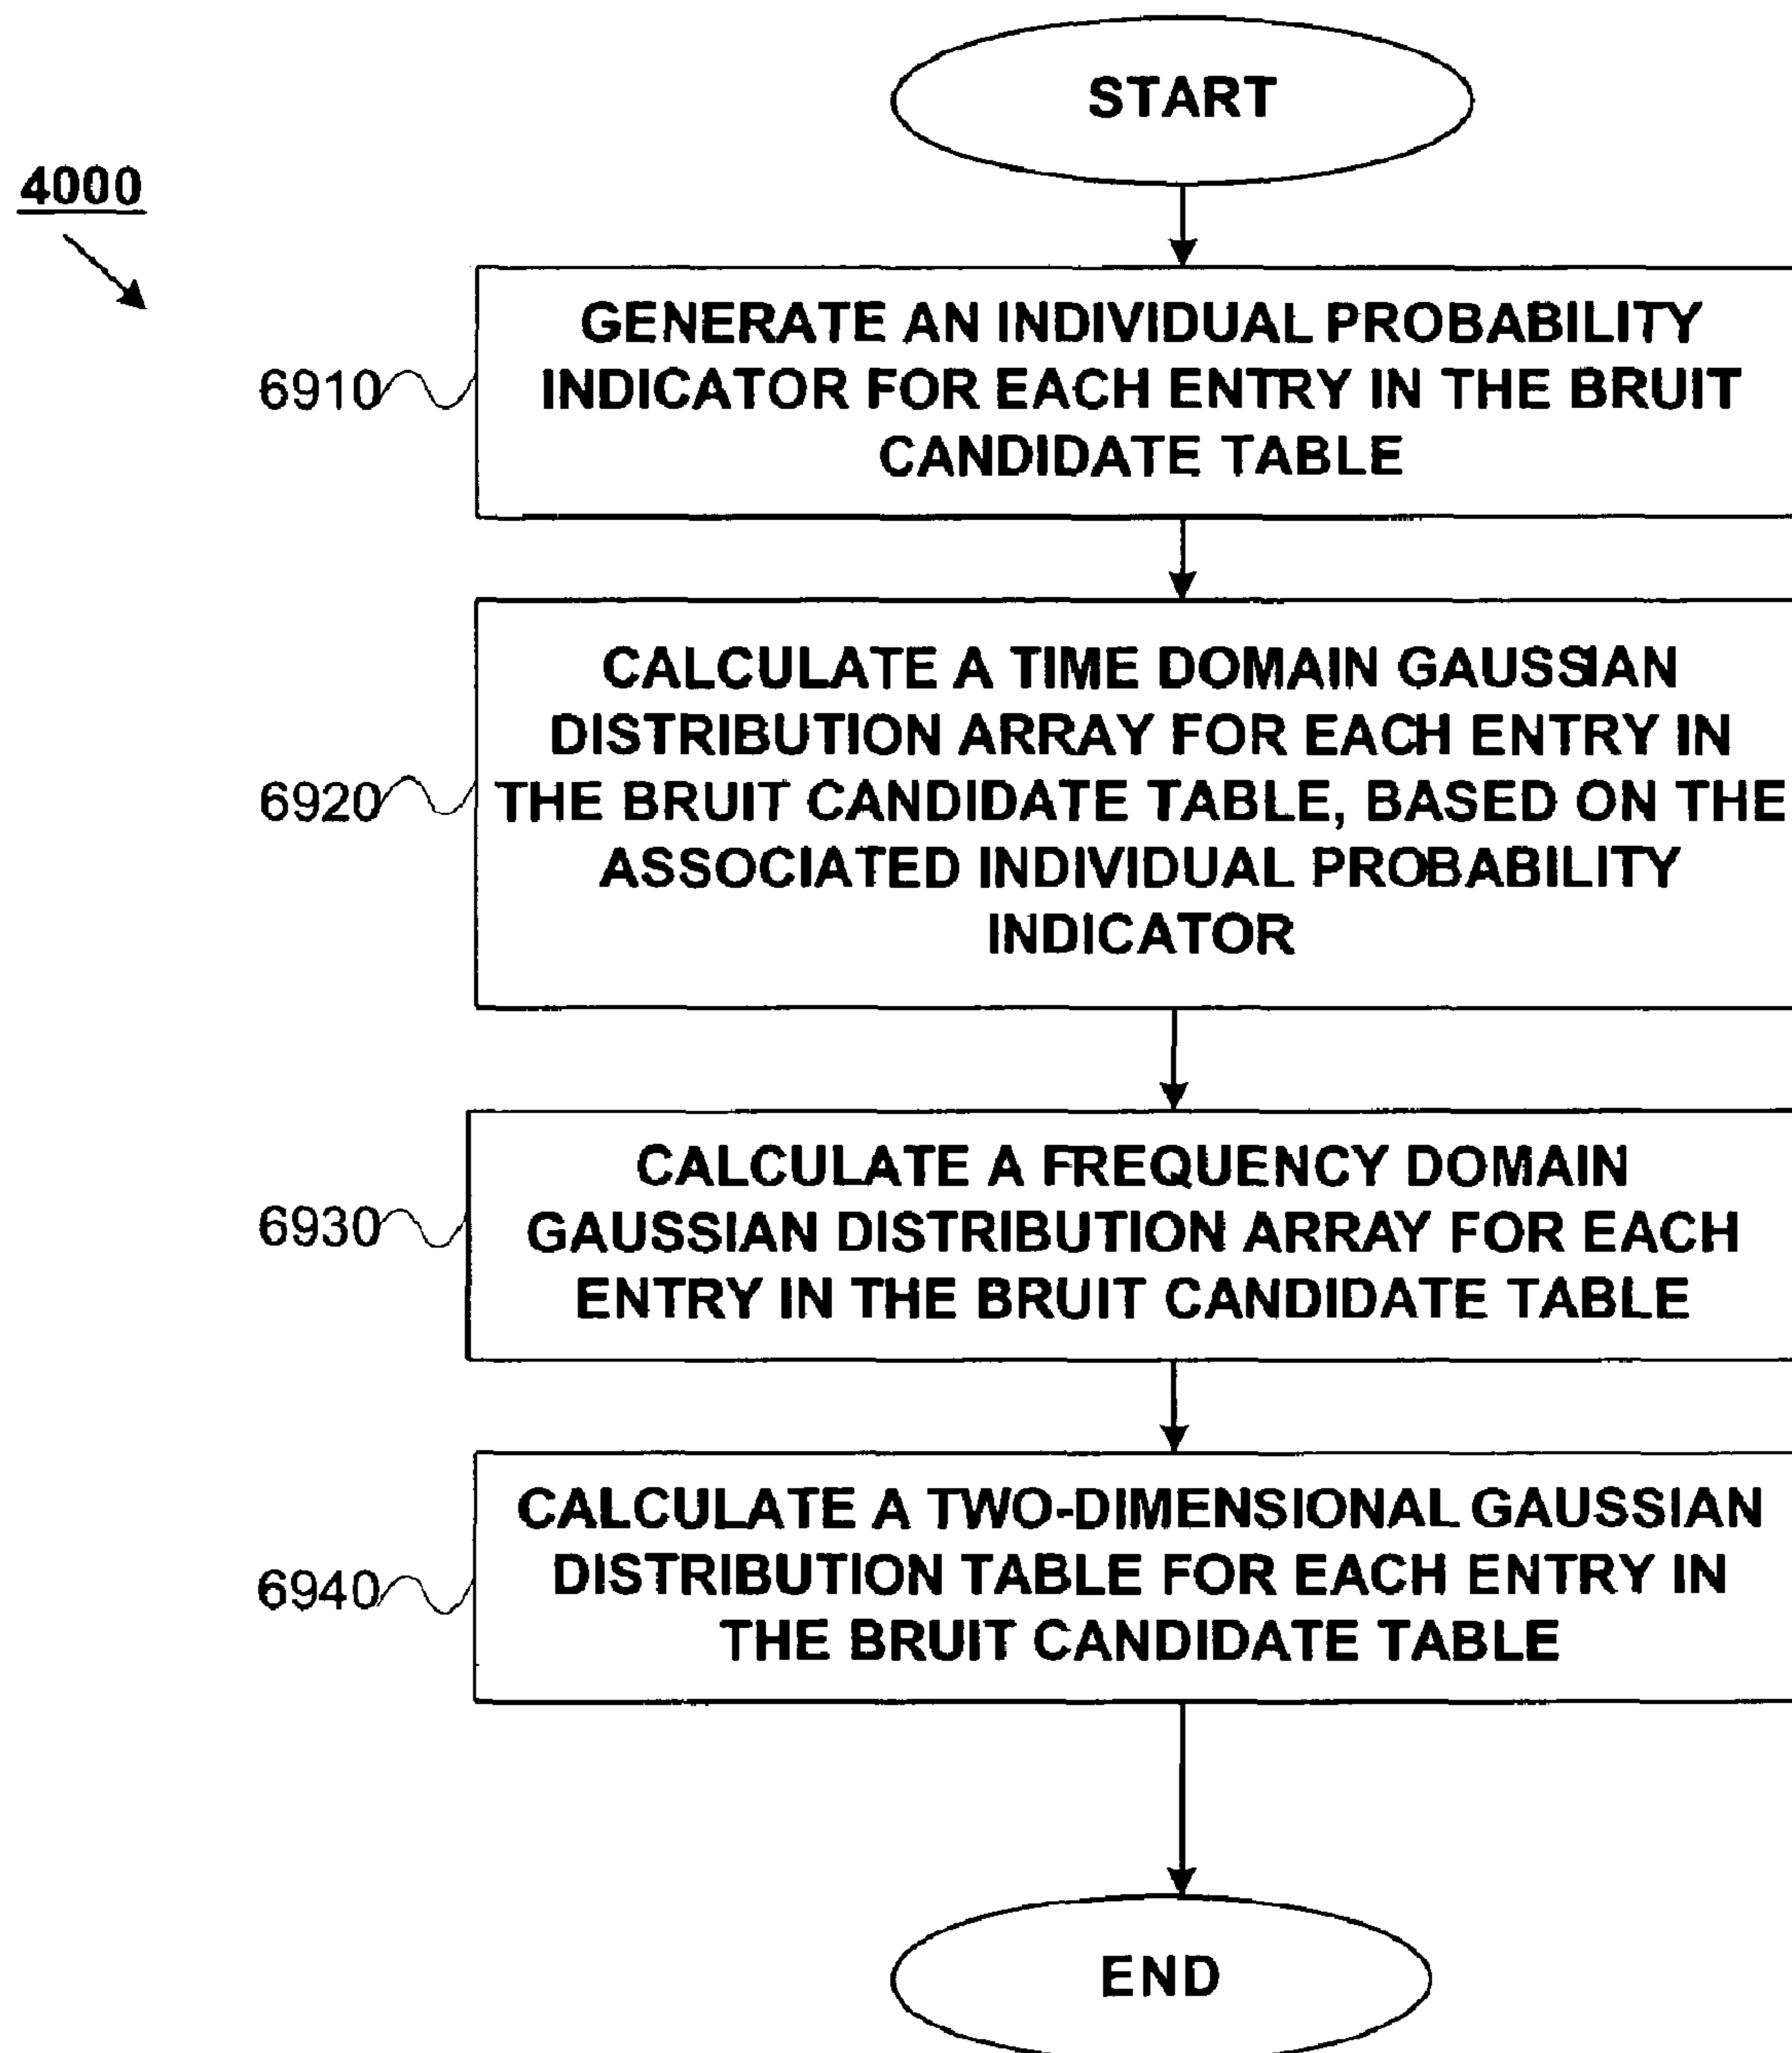 START
4000
6910
GENERATE AN INDIVIDUAL PROBABILITY
INDICATOR FOR EACH ENTRY IN THE BRUIT
CANDIDATE TABLE
6920
CALCULATE A TIME DOMAIN GAUSSIAN
DISTRIBUTION ARRAY FOR EACH ENTRY IN
THE BRUIT CANDIDATE TABLE, BASED ON THE
ASSOCIATED INDIVIDUAL PROBABILITY
INDICATOR
6930
CALCULATE A FREQUENCY DOMAIN
GAUSSIAN DISTRIBUTION ARRAY FOR EACH
ENTRY IN THE BRUIT CANDIDATE TABLE
6940
CALCULATE A TWO-DIMENSIONAL GAUSSIAN
DISTRIBUTION TABLE FOR EACH ENTRY IN
THE BRUIT CANDIDATE TABLE
END